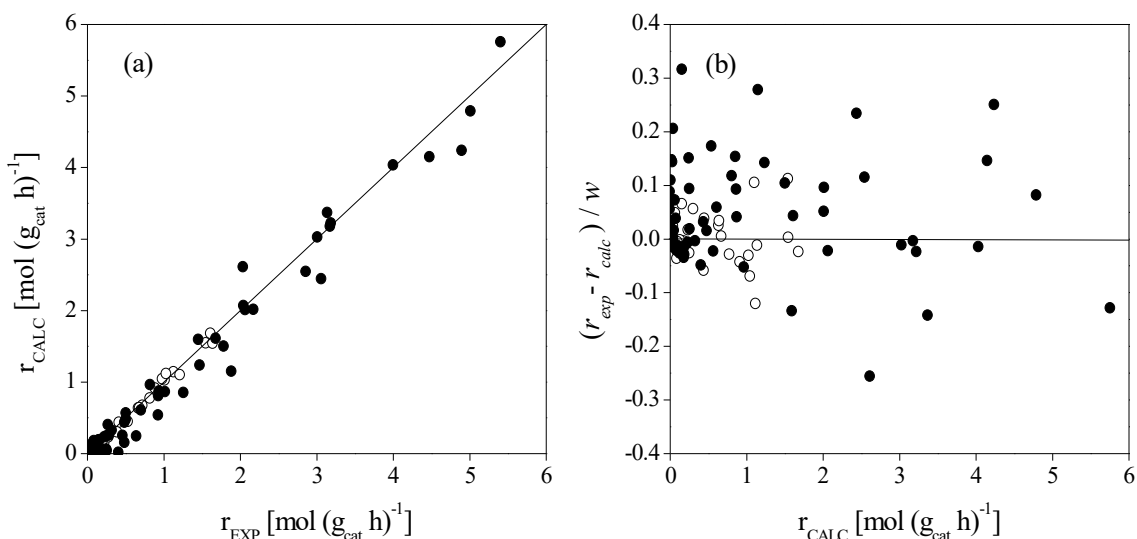 (a)
6
5
4
3
2
1
0
r_CALC [mol (g_cat h)^-1]
0 1 2 3 4 5 6
r_EXP [mol (g_cat h)^-1]
(b)
0.4
0.3
0.2
0.1
0.0
-0.1
-0.2
-0.3
-0.4
(r_exp - r_calc) / w
0 1 2 3 4 5 6
r_CALC [mol (g_cat h)^-1]